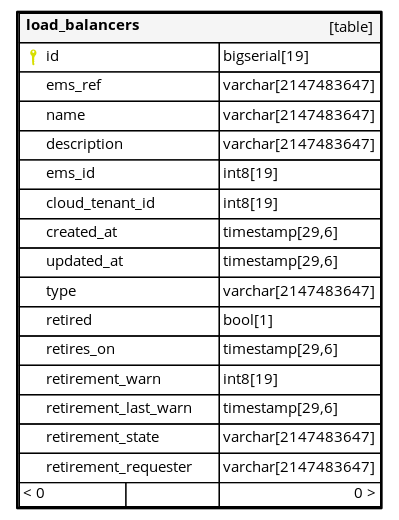 load_balancers [table]
id bigserial[19]
ems_ref varchar[2147483647]
name varchar[2147483647]
description varchar[2147483647]
ems_id int8[19]
cloud_tenant_id int8[19]
created_at timestamp[29,6]
updated_at timestamp[29,6]
type varchar[2147483647]
retired bool[1]
retires_on timestamp[29,6]
retirement_warn int8[19]
retirement_last_warn timestamp[29,6]
retirement_state varchar[2147483647]
retirement_requester varchar[2147483647]
< 0 0 >